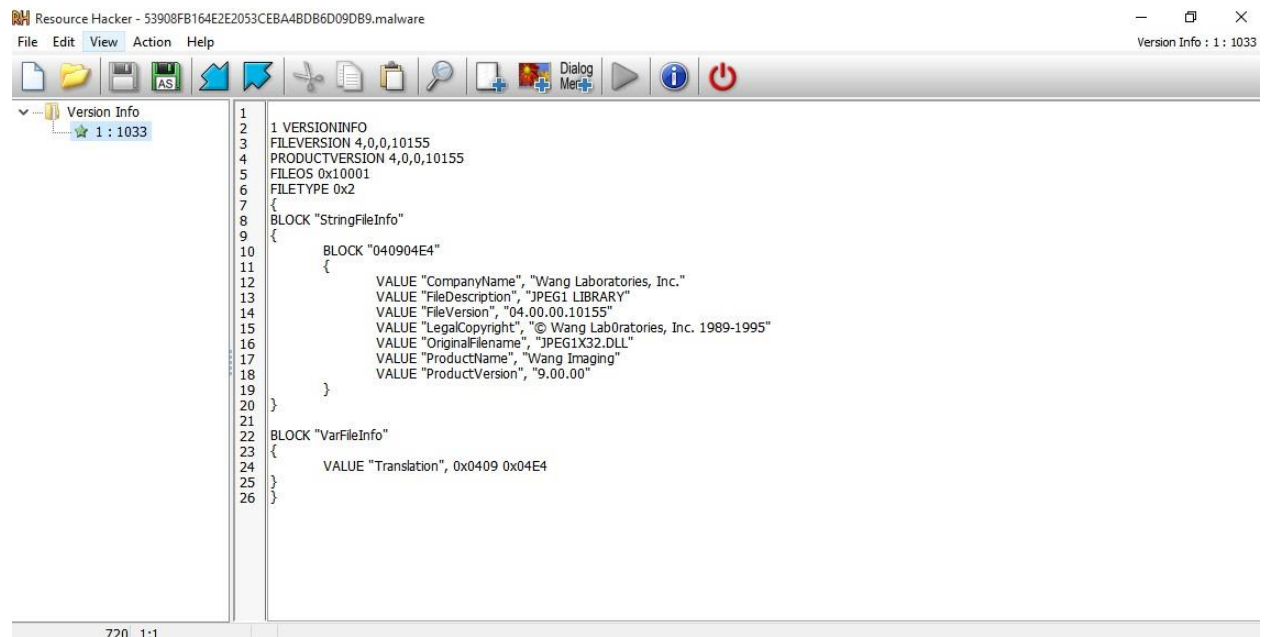 Resource Hacker - 53908FB164E2E2053CEBA4BDB6D09DB9.malware
File Edit View Action Help
Version Info : 1 : 1033
AS
Dialog
Version Info
1 : 1033
1
2 1 VERSIONINFO
3 FILEVERSION 4,0,0,10155
4 PRODUCTVERSION 4,0,0,10155
5 FILEOS 0x10001
6 FILETYPE 0x2
7 {
8 BLOCK "StringFileInfo"
9 {
10 BLOCK "040904E4"
11 {
12 VALUE "CompanyName", "Wang Laboratories, Inc."
13 VALUE "FileDescription", "JPEG1 LIBRARY"
14 VALUE "FileVersion", "04.00.00.10155"
15 VALUE "LegalCopyright", "© Wang Lab0ratories, Inc. 1989-1995"
16 VALUE "OriginalFilename", "JPEG1X32.DLL"
17 VALUE "ProductName", "Wang Imaging"
18 VALUE "ProductVersion", "9.00.00"
19 }
20 }
21
22 BLOCK "VarFileInfo"
23 {
24 VALUE "Translation", 0x0409 0x04E4
25 }
26 }
720 1:1